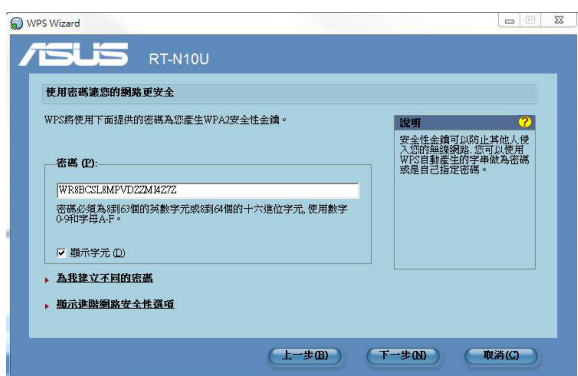 WPS Wizard
ASUS RT-N10U
使用密碼讓您的網路更安全
WPS將使用下面提供的密碼為您產生WPA2安全性金鑰。
密碼 (P):
WR8BCSL8MPVDZ2MI4Z7Z
密碼必須為8到63個的英數字元或8到64個的十六進位字元, 使用數字
0-9和字母A-F。
顯示字元 (D)
為我建立不同的密碼
顯示進階網路安全性選項
說明
安全性金鑰可以防止其他人侵
入您的無線網路. 您可以使用
WPS自動產生的字串做為密碼
或是自己指定密碼。
上一步(B)
下一步(N)
取消(C)